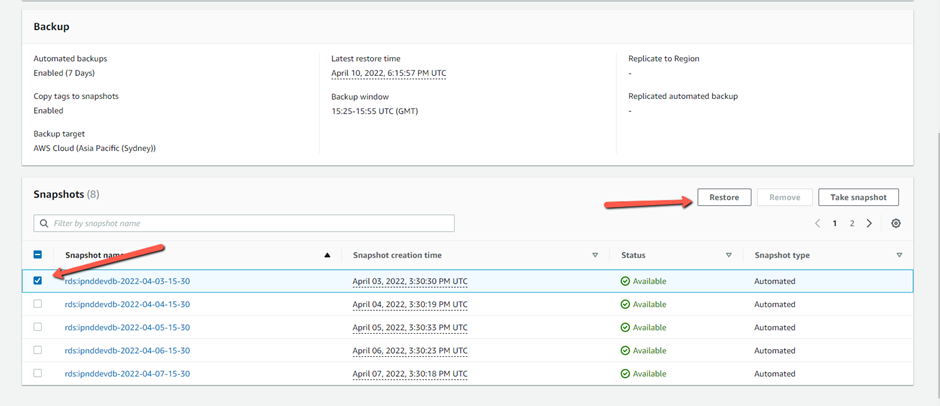 Backup
Automated backups
Enabled (7 Days)
Copy tags to snapshots
Enabled
Backup target
AWS Cloud (Asia Pacific (Sydney))
Latest restore time
April 10, 2022, 6:15:57 PM UTC
Backup window
15:25-15:55 UTC (GMT)
Replicate to Region
-
Replicated automated backup
-
Snapshots (8)
Restore
Remove
Take snapshot
Filter by snapshot name
1 2
Snapshot name Snapshot creation time Status Snapshot type
rds:ipnddevdb-2022-04-03-15-30 April 03, 2022, 3:30:30 PM UTC Available Automated
rds:ipnddevdb-2022-04-04-15-30 April 04, 2022, 3:30:19 PM UTC Available Automated
rds:ipnddevdb-2022-04-05-15-30 April 05, 2022, 3:30:33 PM UTC Available Automated
rds:ipnddevdb-2022-04-06-15-30 April 06, 2022, 3:30:23 PM UTC Available Automated
rds:ipnddevdb-2022-04-07-15-30 April 07, 2022, 3:30:18 PM UTC Available Automated